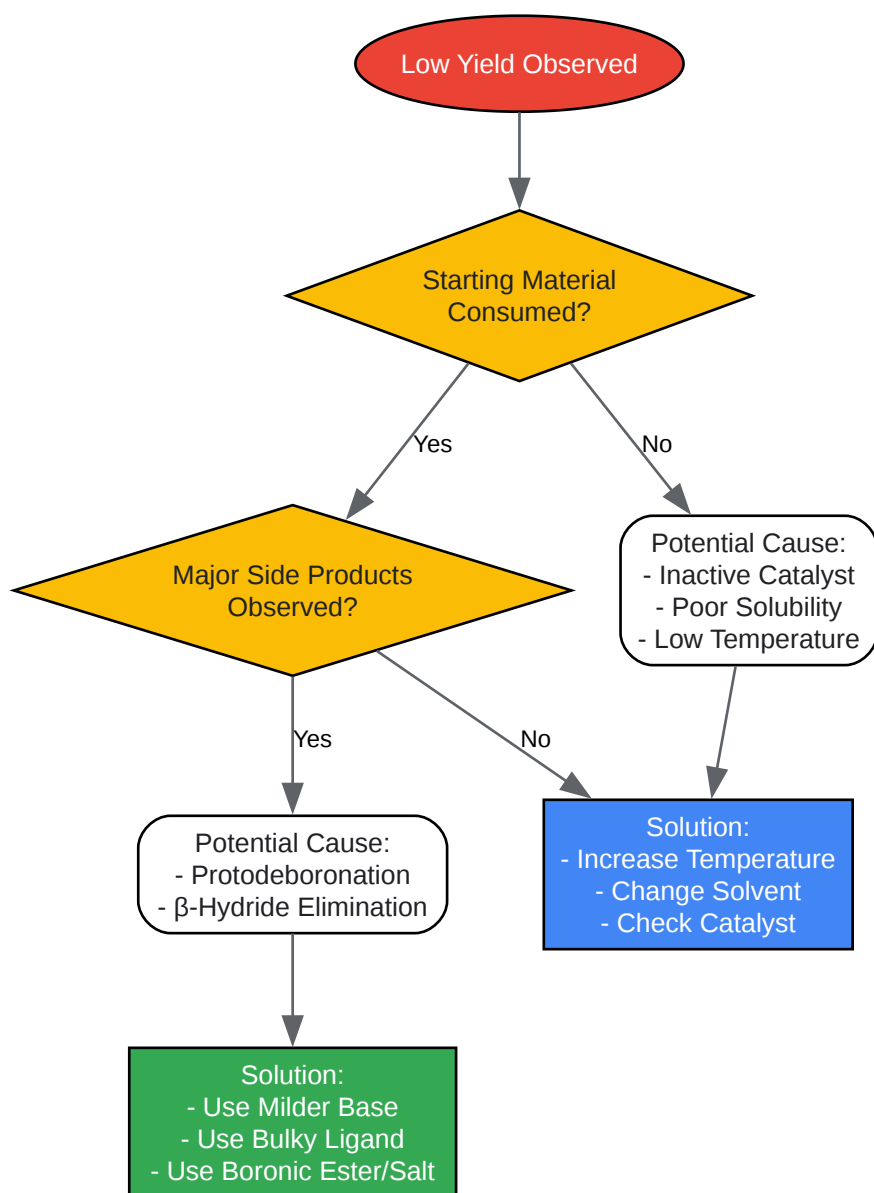 Low Yield Observed
Starting Material
Consumed?
Yes
No
Major Side Products
Observed?
Potential Cause:
- Inactive Catalyst
- Poor Solubility
- Low Temperature
Yes
No
Potential Cause:
- Protodeboronation
- β-Hydride Elimination
Solution:
- Increase Temperature
- Change Solvent
- Check Catalyst
Solution:
- Use Milder Base
- Use Bulky Ligand
- Use Boronic Ester/Salt